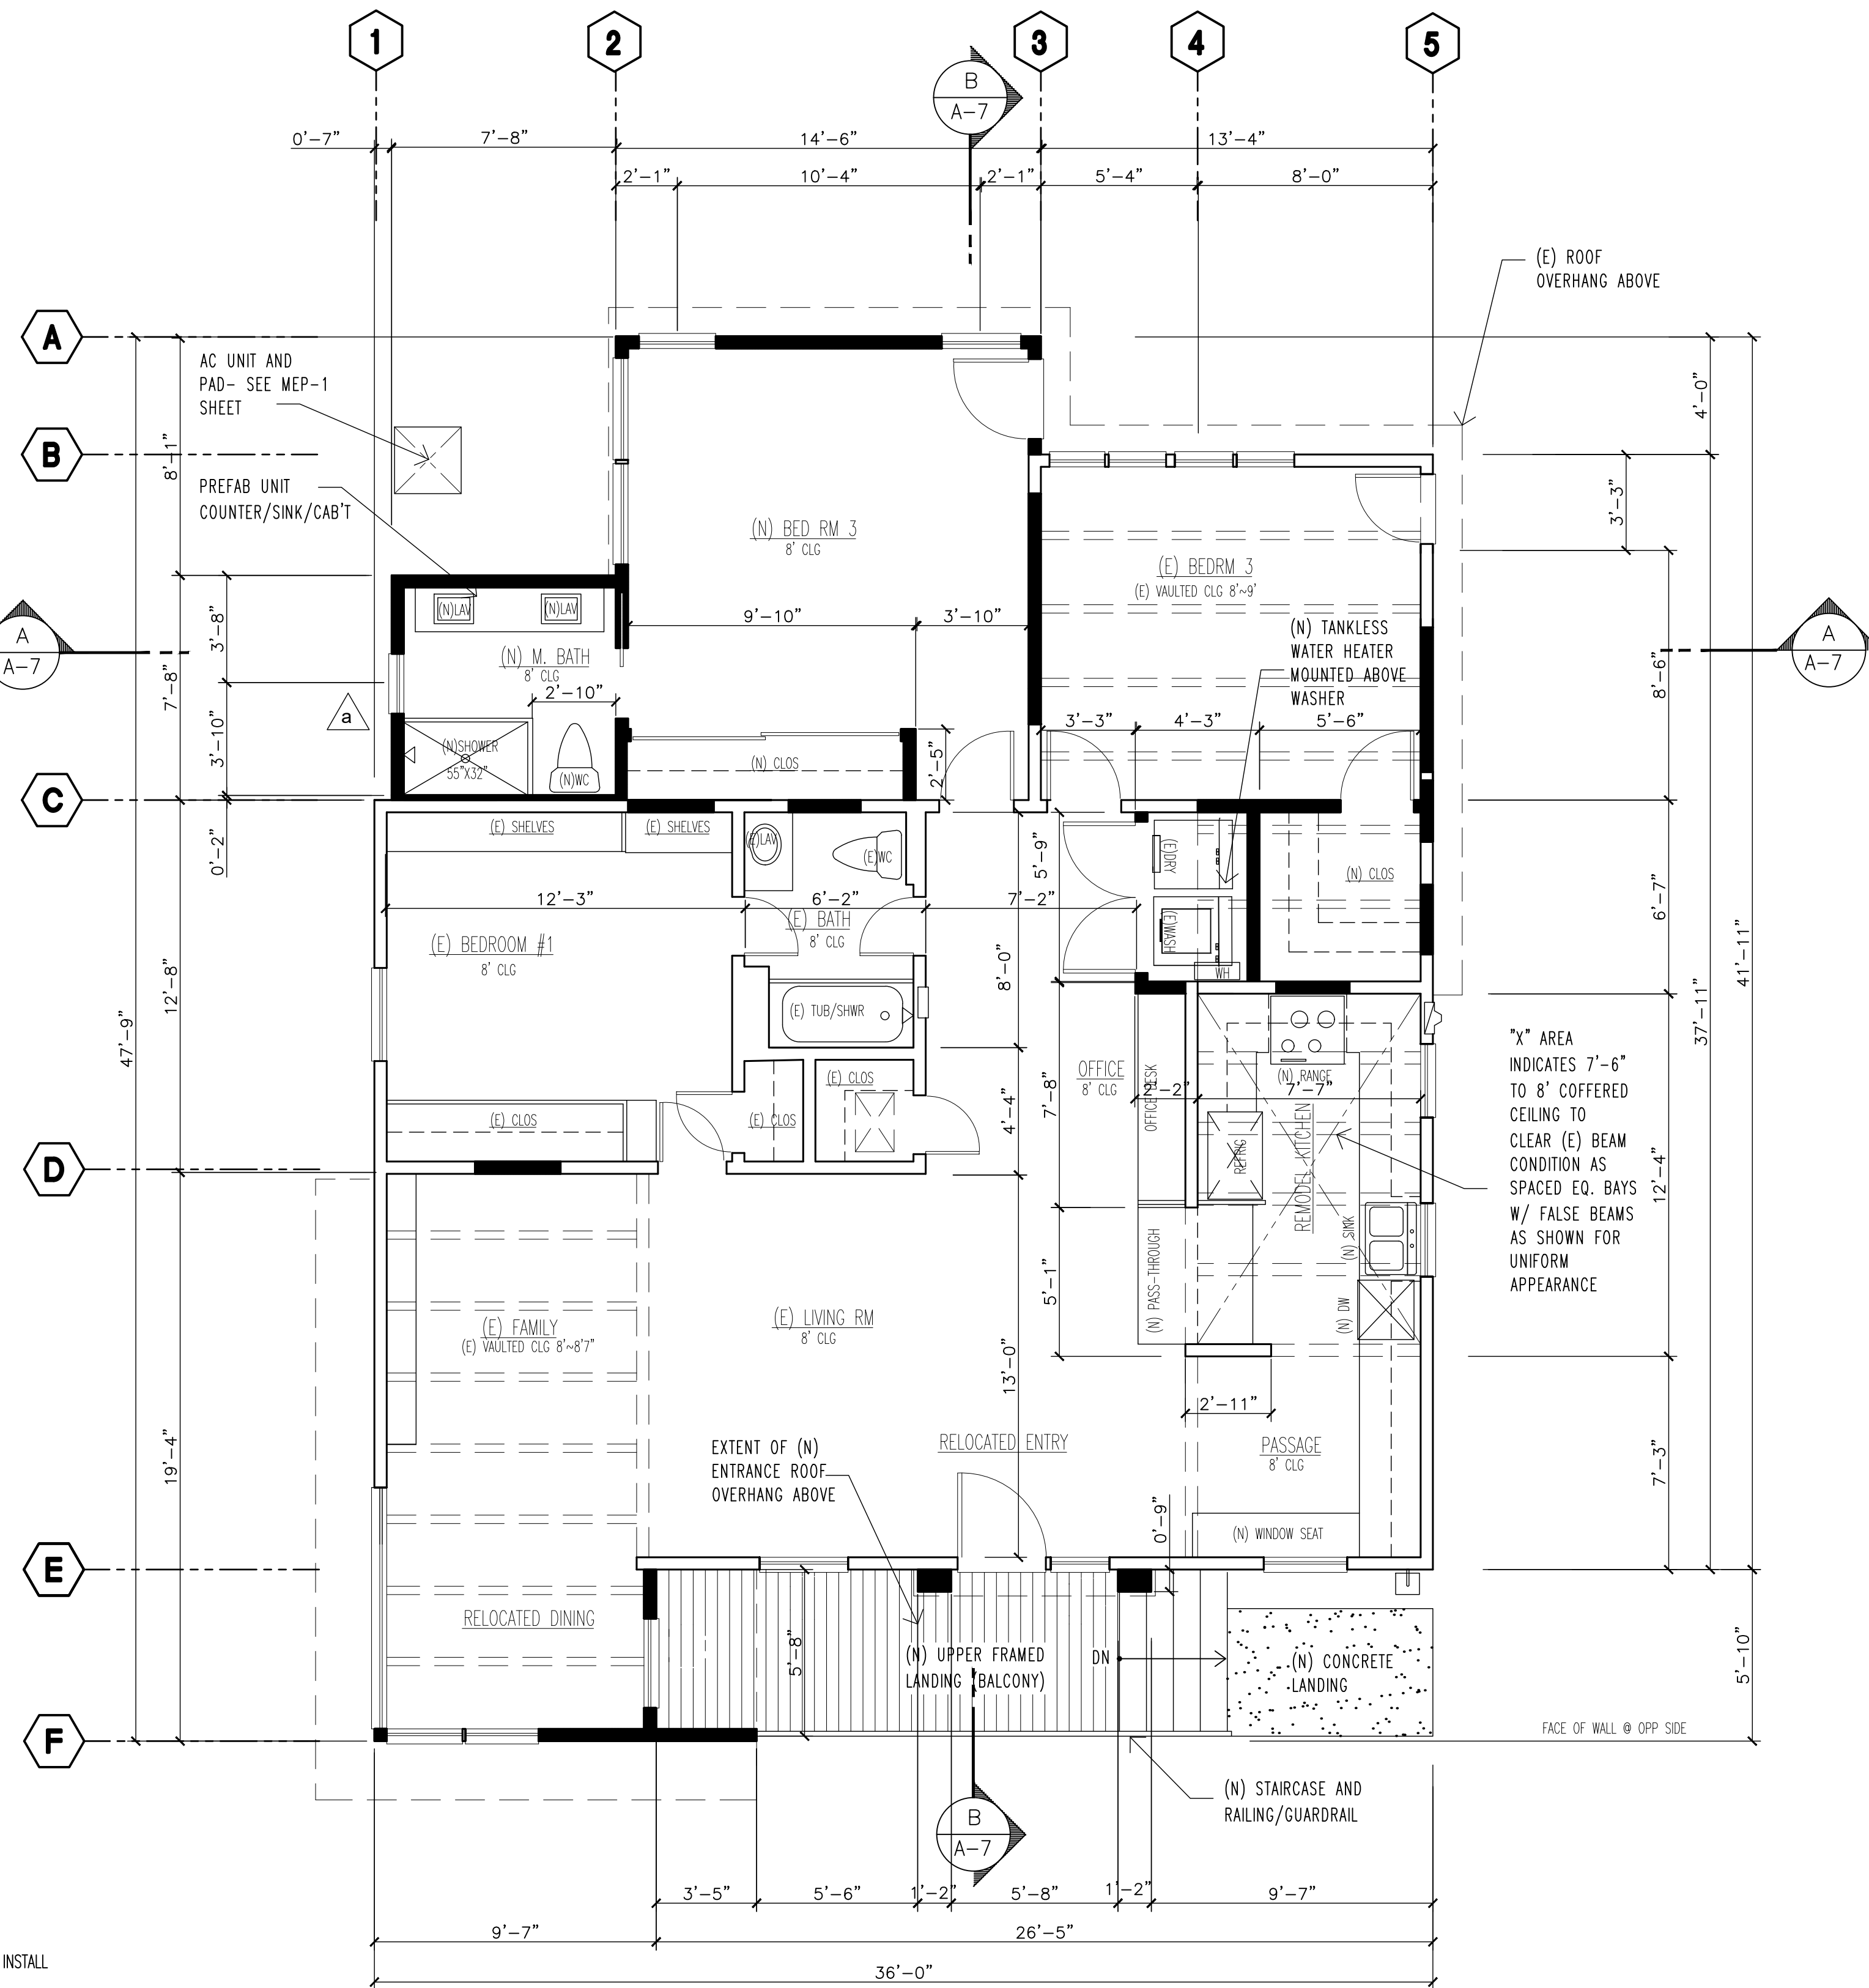 1
2
3
4
5
B
A-7
0'-7"
7'-8"
14'-6"
13'-4"
2'-1"
10'-4"
2'-1"
5'-4"
8'-0"
(E) ROOF
OVERHANG ABOVE
A
AC UNIT AND
PAD- SEE MEP-1
SHEET
B
PREFAB UNIT
COUNTER/SINK/CAB'T
8'-1"
4'-0"
3'-3"
(N) BED RM 3
8' CLG
(E) BEDRM 3
(E) VAULTED CLG 8'~9'
(N)LAV
(N)LAV
3'-8"
9'-10"
3'-10"
(N) TANKLESS
WATER HEATER
MOUNTED ABOVE
WASHER
A
A-7
A
A-7
(N) M. BATH
8' CLG
2'-10"
7'-8"
8'-6"
a
3'-10"
3'-3"
4'-3"
5'-6"
(N)SHOWER
55"X32"
(N)WC
(N) CLOS
2'-5"
C
0'-2"
(E) SHELVES
(E) SHELVES
(E)LAV
(E)WC
5'-9"
(E)DRY
(N) CLOS
6'-7"
12'-3"
6'-2"
7'-2"
(E) BATH
8' CLG
(E)WASH
WH
(E) BEDROOM #1
8' CLG
8'-0"
12'-8"
41'-11"
37'-11"
47'-9"
(E) TUB/SHWR
(E) CLOS
(E) CLOS
(E) CLOS
4'-4"
7'-8"
OFFICE
8' CLG
OFFICE DESK
2'-2"
(N) RANGE
7'-7"
REFRIG
REMODEL KITCHEN
"X" AREA
INDICATES 7'-6"
TO 8' COFFERED
CEILING TO
CLEAR (E) BEAM
CONDITION AS
SPACED EQ. BAYS
W/ FALSE BEAMS
AS SHOWN FOR
UNIFORM
APPEARANCE
12'-4"
D
(N) SINK
(N) DW
(N) PASS-THROUGH
5'-1"
(E) FAMILY
(E) VAULTED CLG 8'~8'7"
(E) LIVING RM
8' CLG
13'-0"
2'-11"
19'-4"
EXTENT OF (N)
ENTRANCE ROOF
OVERHANG ABOVE
RELOCATED ENTRY
PASSAGE
8' CLG
7'-3"
0'-9"
(N) WINDOW SEAT
E
RELOCATED DINING
5'-8"
(N) UPPER FRAMED
LANDING (BALCONY)
DN
(N) CONCRETE
LANDING
5'-10"
F
FACE OF WALL @ OPP SIDE
(N) STAIRCASE AND
RAILING/GUARDRAIL
B
A-7
3'-5"
5'-6"
1'-2"
5'-8"
1'-2"
9'-7"
9'-7"
26'-5"
INSTALL
36'-0"